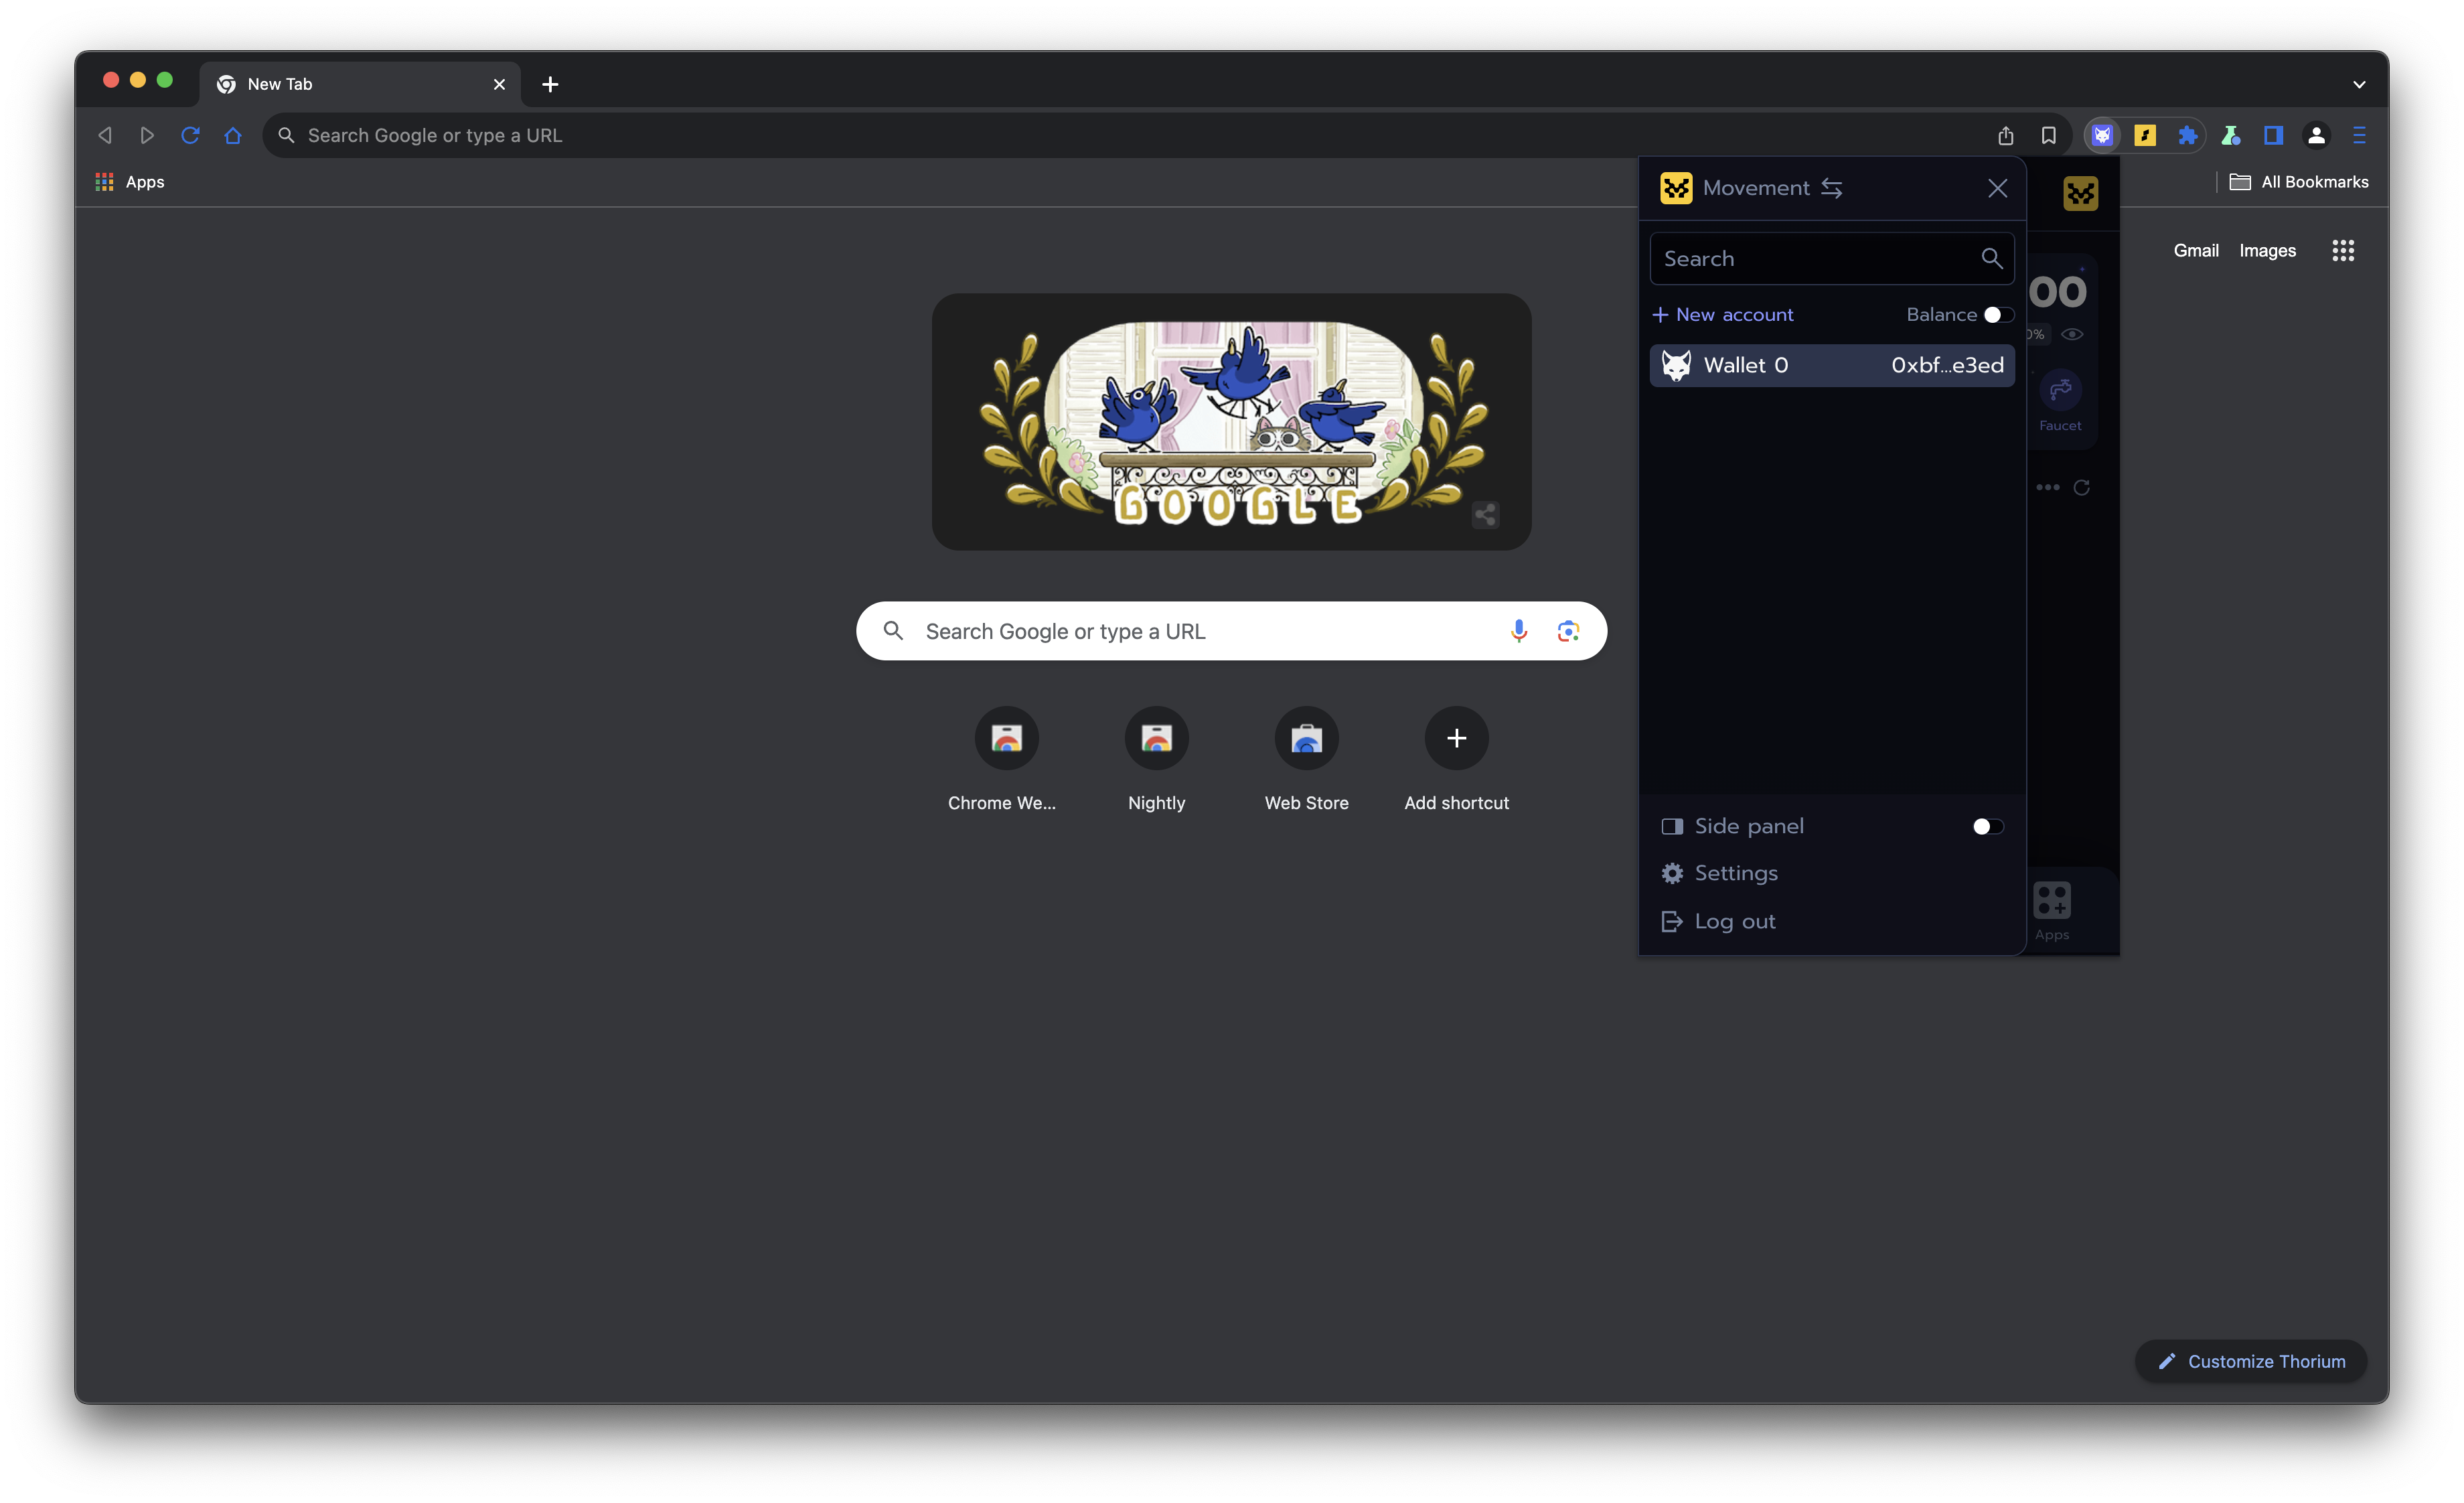 New Tab
Search Google or type a URL
Apps
All Bookmarks
Movement
Gmail Images
Search
00
New account
Balance
0%
Wallet 0
0xbf...e3ed
Faucet
GOOGLE
Search Google or type a URL
Chrome We...
Nightly
Web Store
Add shortcut
Side panel
Settings
Log out
Apps
Customize Thorium